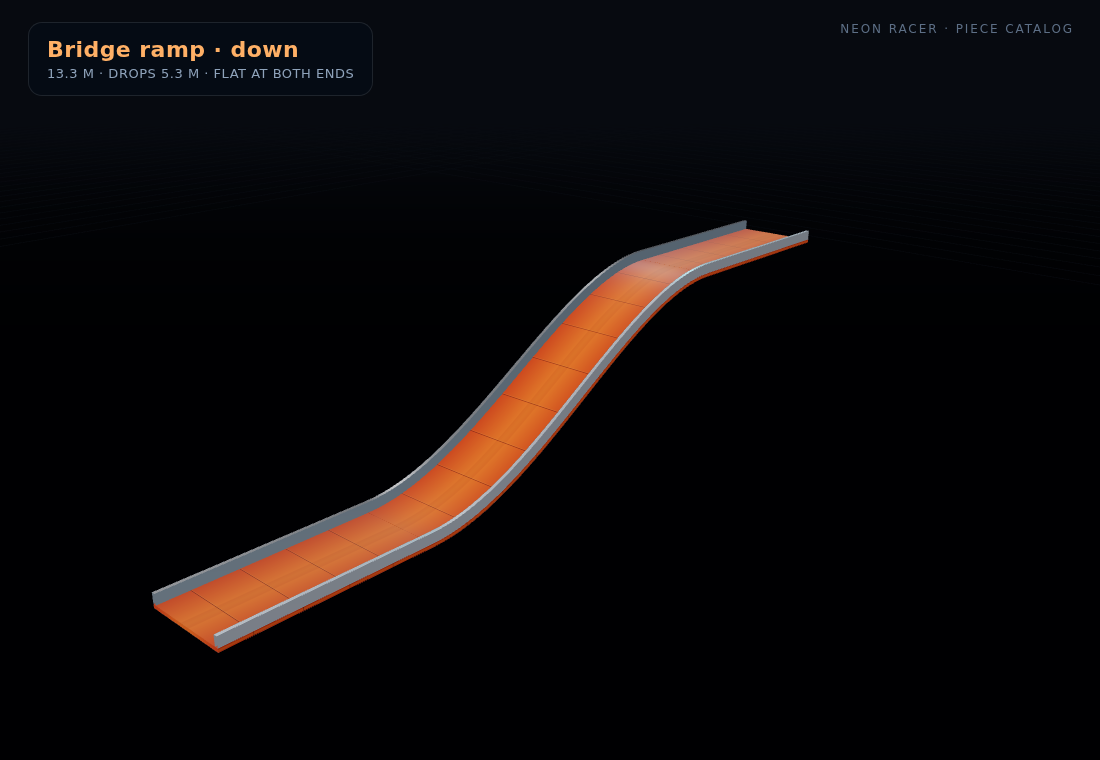 Bridge ramp · down
13.3 M · DROPS 5.3 M · FLAT AT BOTH ENDS
NEON RACER · PIECE CATALOG